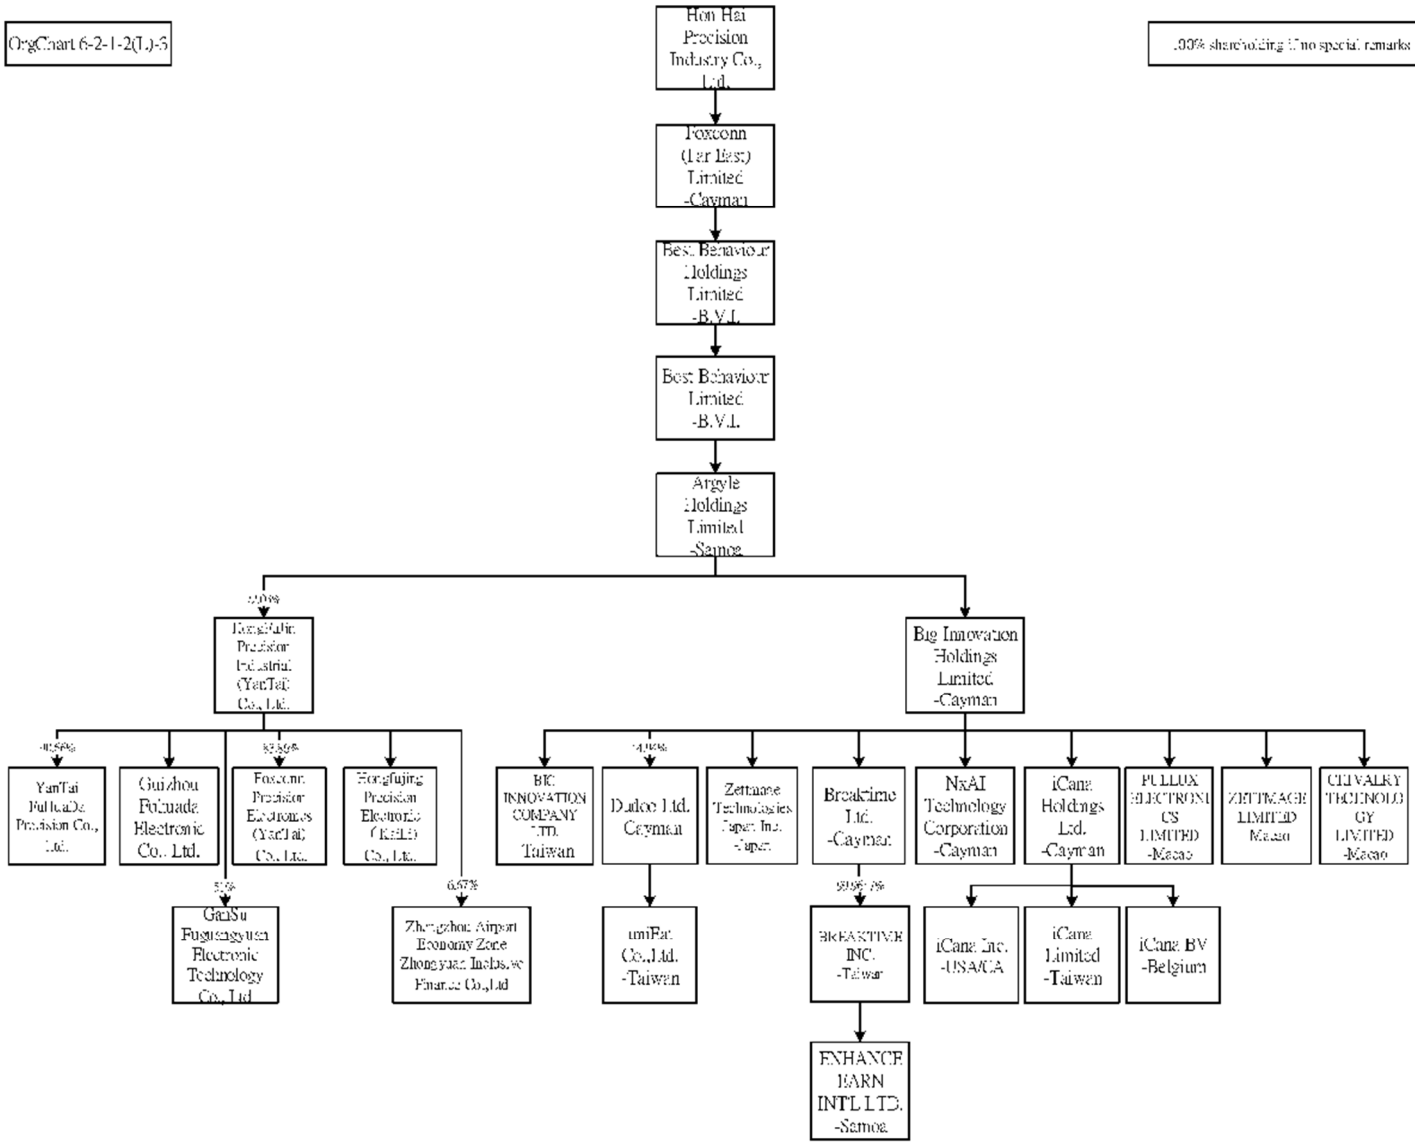 OrgChart 6-2-1-2(L)-3
100% shareholding if no special remarks
Hon Hai
Precision
Industry Co.,
Ltd.
Foxconn
(Far East)
Limited
-Cayman
Best Behaviour
Holdings
Limited
-B.V.I.
Best Behaviour
Limited
-B.V.I.
Argyle
Holdings
Limited
-Samoa
Precision
Industrial
(YanTai)
Co., Ltd.
Big Innovation
Holdings
Limited
-Cayman
YanTai
FuHuaDa
Precision Co.,
Ltd.
Guizhou
Fuhuada
Electronic
Co., Ltd.
Foxconn
Precision
Electronics
(YanTai)
Co., Ltd.
Hongfujing
Precision
Electronic
Co., Ltd.
BIG
INNOVATION
COMPANY
LTD.
Taiwan
Ltd.
Cayman
Technologies
Japan Inc.
-Japan
Breaktime
Ltd.
-Cayman
NxAI
Technology
Corporation
-Cayman
iCana
Holdings
Ltd.
-Cayman
ELECTRONI
CS
LIMITED
-Macao
LIMITED
Macao
TECHNOLO
GY
LIMITED
-Macao
51%
6.67%
GanSu
Fuguangyuan
Electronic
Technology
Co., Ltd
Zhengzhou Airport
Economy Zone
Zhongyuan Inclusive
Finance Co.,Ltd
Co.,Ltd.
-Taiwan
BREAKTIME
INC.
-Taiwan
iCana Inc.
-USA/CA
iCana
Limited
-Taiwan
iCana BV
-Belgium
ENHANCE
EARN
INT'L LTD.
-Samoa